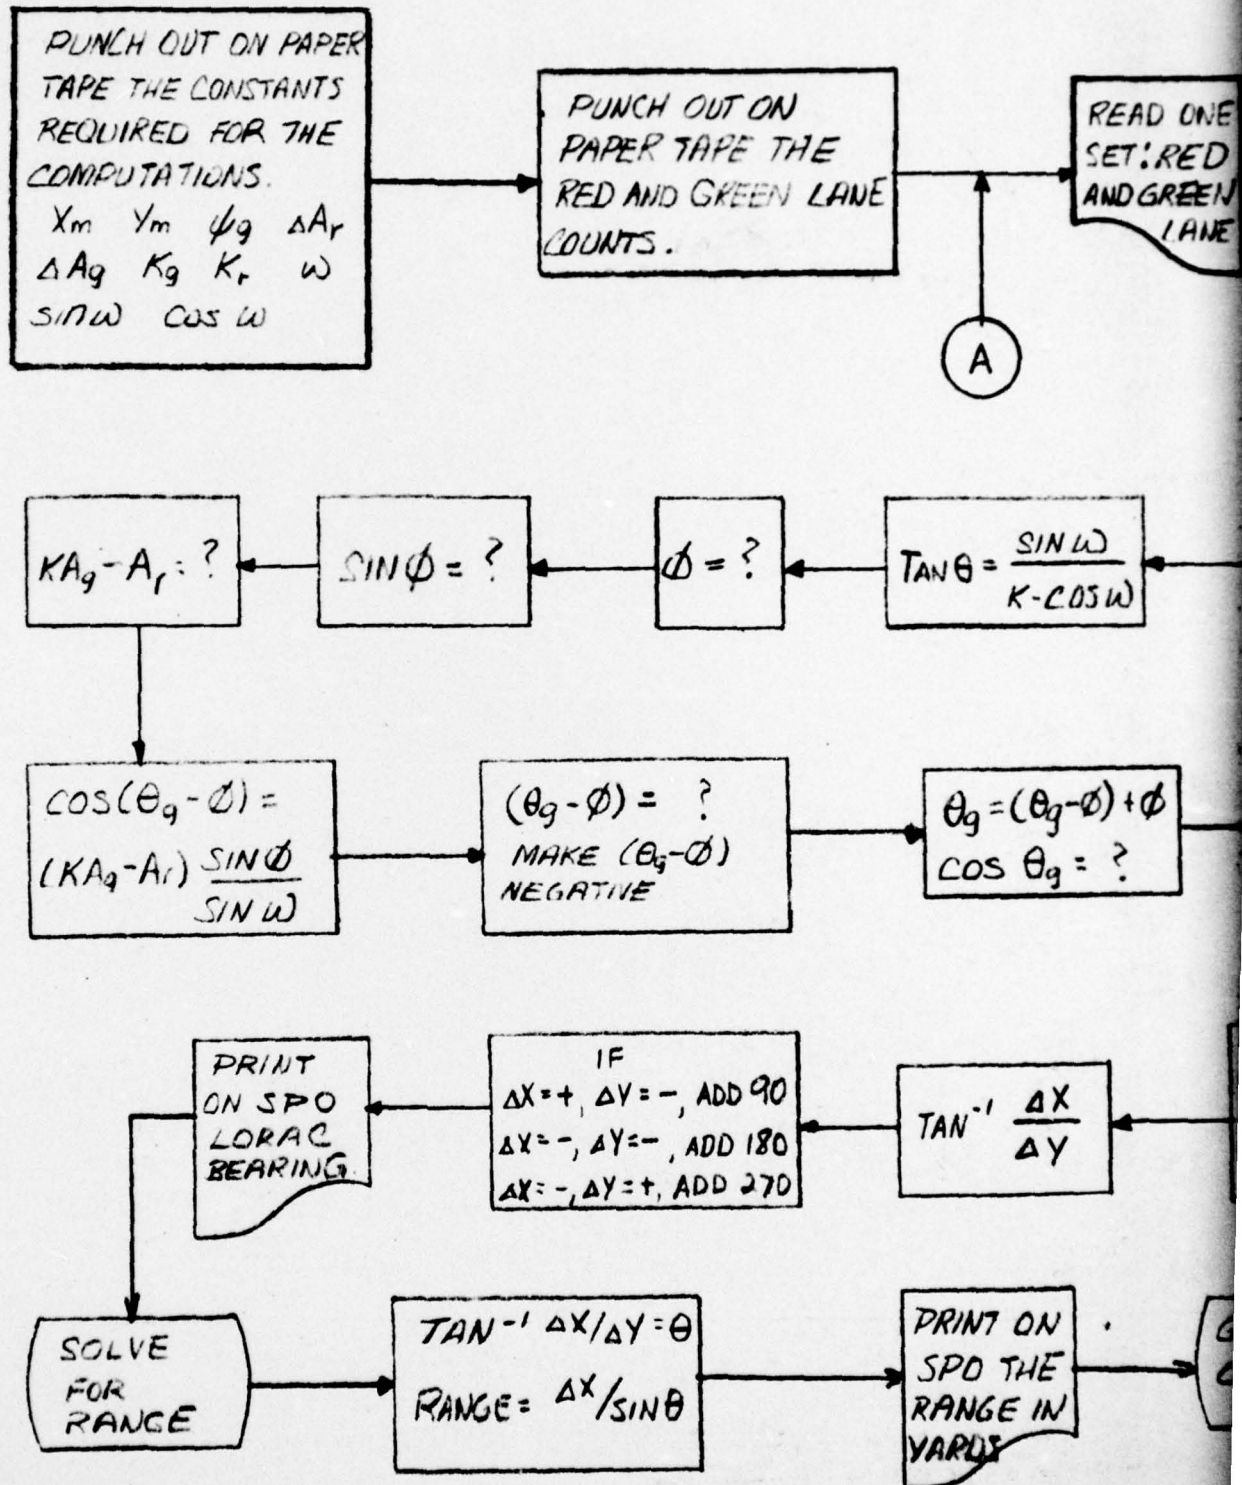 PUNCH OUT ON PAPER
TAPE THE CONSTANTS
REQUIRED FOR THE
COMPUTATIONS.
Xm Ym ψg ΔAr
ΔAg Kg Kr ω
sinω cos ω
PUNCH OUT ON
PAPER TAPE THE
RED AND GREEN LANE
COUNTS.
READ ONE
SET: RED
AND GREEN
LANE
A
KAg-Ar = ?
SINϕ = ?
ϕ = ?
TANθ = SIN ω
K-COS ω
COS(θg-ϕ) =
(KAg-Ar) SINϕ
SIN ω
(θg-ϕ) = ?
MAKE (θg-ϕ)
NEGATIVE
θg = (θg-ϕ)+ϕ
COS θg = ?
PRINT
ON SPO
LORAC
BEARING.
IF
ΔX=+, ΔY=-, ADD 90
ΔX=-, ΔY=-, ADD 180
ΔX=-, ΔY=+, ADD 270
TAN⁻¹ ΔX
ΔY
SOLVE
FOR
RANGE
TAN⁻¹ ΔX/ΔY=θ
RANGE= ΔX/SINθ
PRINT ON
SPO THE
RANGE IN
YARDS